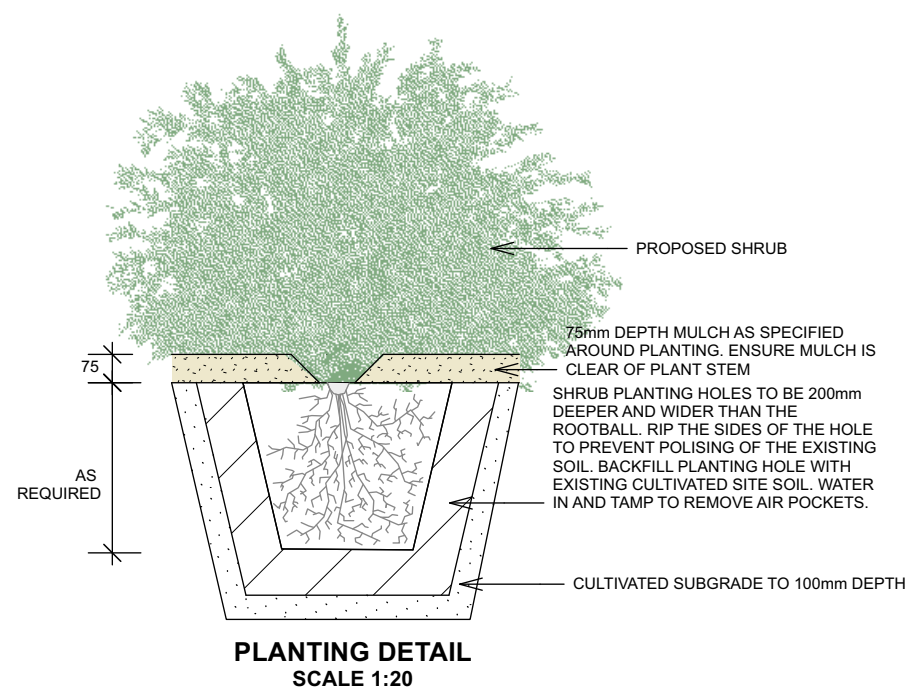 PROPOSED SHRUB
75mm DEPTH MULCH AS SPECIFIED
AROUND PLANTING. ENSURE MULCH IS
CLEAR OF PLANT STEM
75
SHRUB PLANTING HOLES TO BE 200mm
DEEPER AND WIDER THAN THE
ROOTBALL. RIP THE SIDES OF THE HOLE
TO PREVENT POLISING OF THE EXISTING
SOIL. BACKFILL PLANTING HOLE WITH
EXISTING CULTIVATED SITE SOIL. WATER
IN AND TAMP TO REMOVE AIR POCKETS.
AS
REQUIRED
CULTIVATED SUBGRADE TO 100mm DEPTH
PLANTING DETAIL
SCALE 1:20